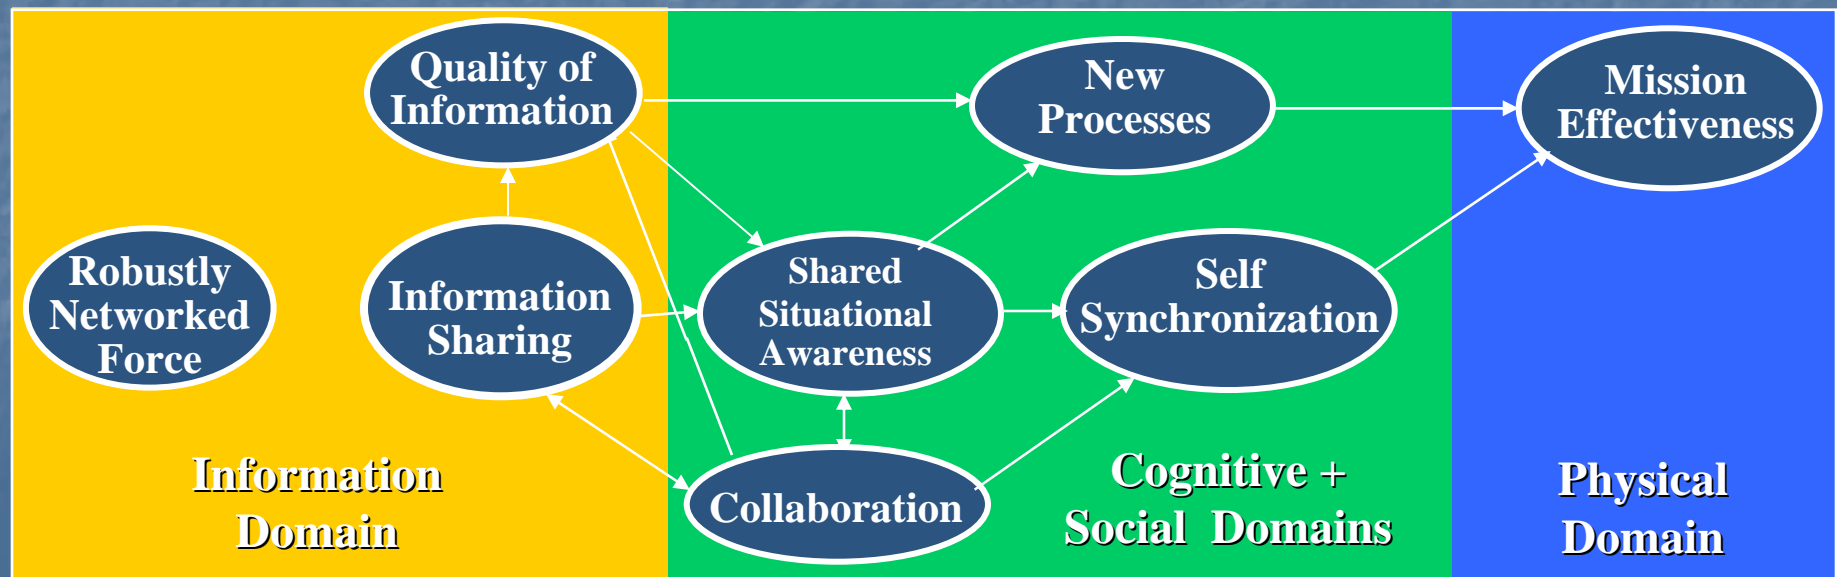 Quality of
Information
New
Processes
Mission
Effectiveness
Robustly
Networked
Force
Information
Sharing
Shared
Situational
Awareness
Self
Synchronization
Collaboration
Information
Domain
Cognitive +
Social Domains
Physical
Domain